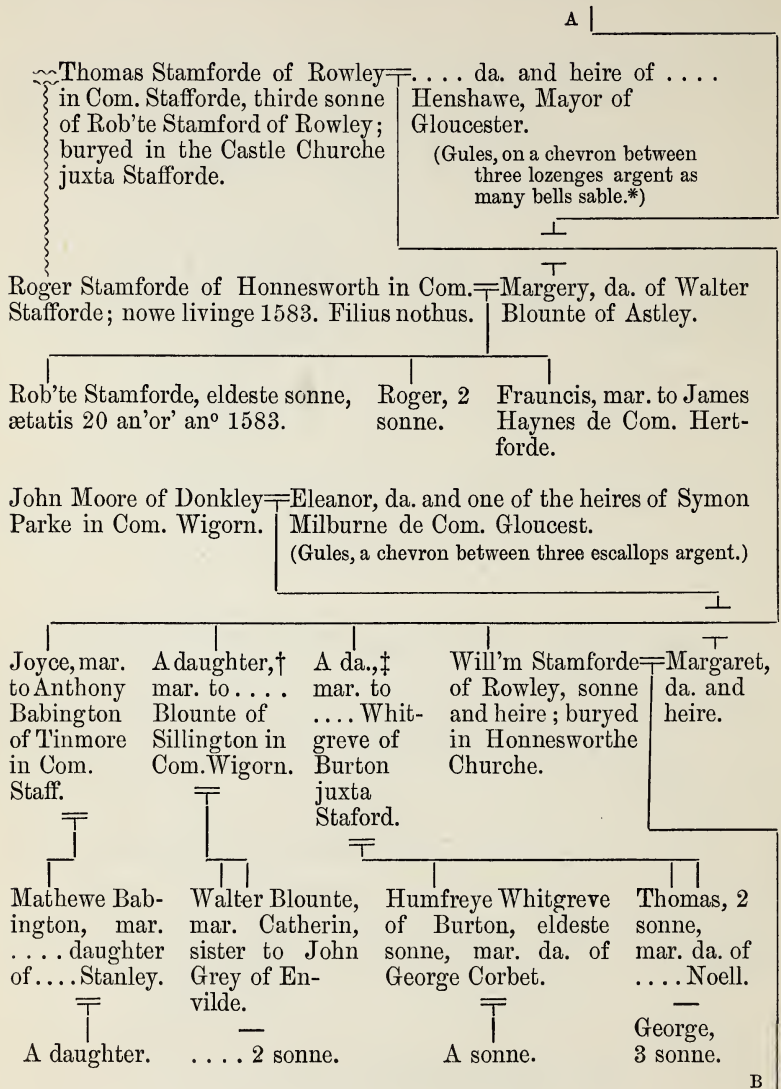 A
Thomas Stamforde of Rowley
in Com. Stafforde, thirde sonne
of Rob'te Stamford of Rowley;
buryed in the Castle Churche
juxta Stafforde.
. . . . da. and heire of . . . .
Henshawe, Mayor of
Gloucester.
(Gules, on a chevron between
three lozenges argent as
many bells sable.*)
Roger Stamforde of Honnesworth in Com.
Stafforde; nowe livinge 1583. Filius nothus.
Margery, da. of Walter
Blounte of Astley.
Rob'te Stamforde, eldeste sonne,
ætatis 20 an'or' anº 1583.
Roger, 2
sonne.
Frauncis, mar. to James
Haynes de Com. Hert-
forde.
John Moore of Donkley
Parke in Com. Wigorn.
Eleanor, da. and one of the heires of Symon
Milburne de Com. Gloucest.
(Gules, a chevron between three escallops argent.)
Joyce, mar.
to Anthony
Babington
of Tinmore
in Com.
Staff.
A daughter,†
mar. to . . . .
Blounte of
Sillington in
Com. Wigorn.
A da.,‡
mar. to
. . . . Whit-
greve of
Burton
juxta
Staford.
Will'm Stamforde
of Rowley, sonne
and heire; buryed
in Honnesworthe
Churche.
Margaret,
da. and
heire.
Mathewe Bab-
ington, mar.
. . . . daughter
of . . . . Stanley.
A daughter.
Walter Blounte,
mar. Catherin,
sister to John
Grey of En-
vilde.
. . . . 2 sonne.
Humfreye Whitgreve
of Burton, eldeste
sonne, mar. da. of
George Corbet.
A sonne.
Thomas, 2
sonne,
mar. da. of
. . . . Noell.
George,
3 sonne.
B